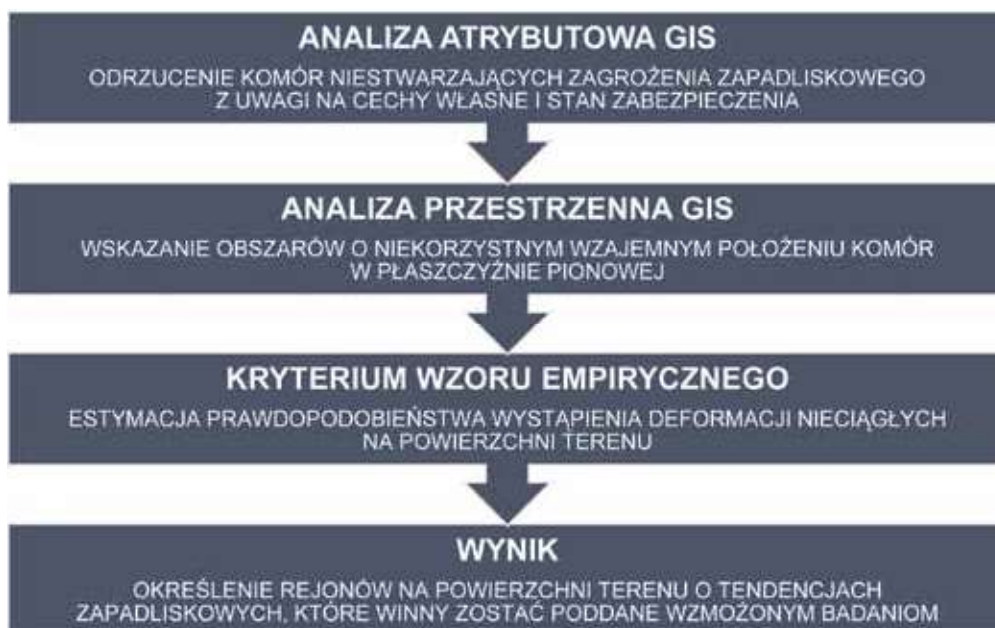 ANALIZA ATRYBUTOWA GIS
ODRZUCENIE KOMÓR NIESTWARZAJĄCYCH ZAGROŻENIA ZAPADLISKOWEGO
Z UWAGI NA CECHY WŁASNE I STAN ZABEZPIECZENIA
ANALIZA PRZESTRZENNA GIS
WSKAZANIE OBSZARÓW O NIEKORZYSTNYM WZAJEMNYM POŁOŻENIU KOMÓR
W PŁASZCZYŹNIE PIONOWEJ
KRYTERIUM WZORU EMPIRYCZNEGO
ESTYMACJA PRAWDOPODOBIEŃSTWA WYSTĄPIENIA DEFORMACJI NIECIĄGŁYCH
NA POWIERZCHNI TERENU
WYNIK
OKREŚLENIE REJONÓW NA POWIERZCHNI TERENU O TENDENCJACH
ZAPADLISKOWYCH, KTÓRE WINNY ZOSTAĆ PODDANE WZMOŻONYM BADANIOM